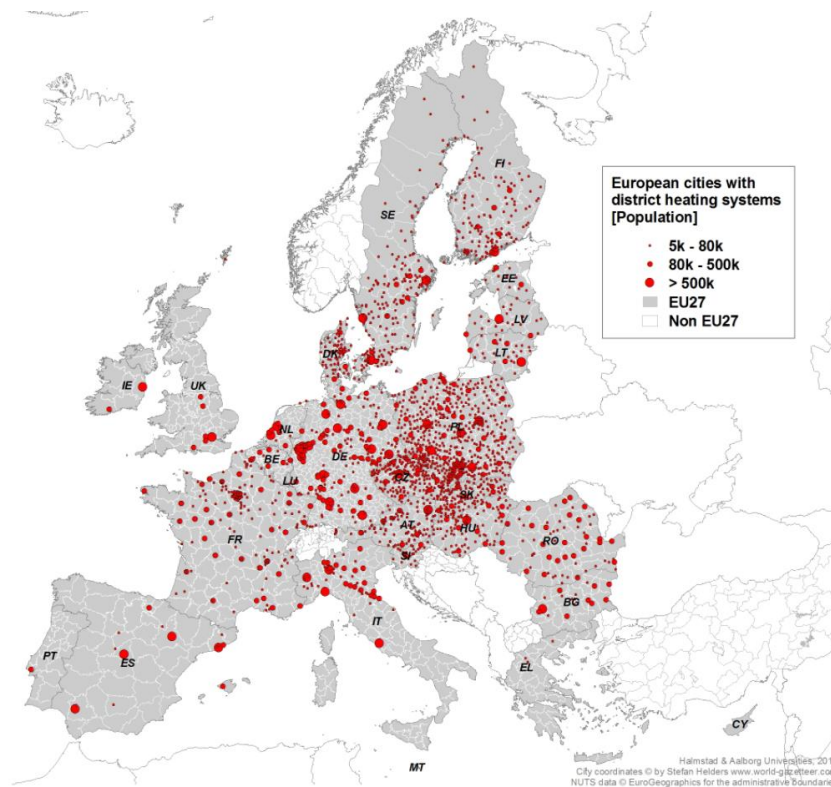 European cities with
district heating systems
[Population]
5k - 80k
80k - 500k
> 500k
EU27
Non EU27
FI
SE
EE
LV
LT
DK
IE
UK
NL
PL
BE
DE
LU
CZ
SK
AT
HU
FR
SI
RO
IT
BG
PT
ES
EL
CY
MT
Halmstad & Aalborg Universities, 201
City coordinates © by Stefan Helders www.world-gazetteer.co
NUTS data © EuroGeographics for the administrative boundarie